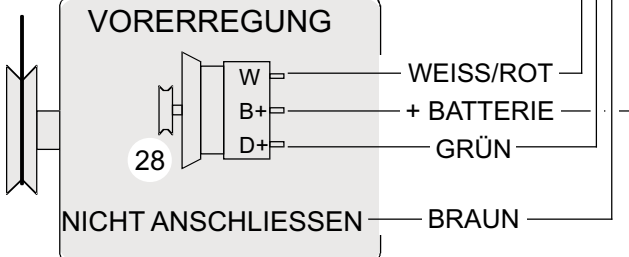 VORERREGUNG
W WEISS/ROT
B+ + BATTERIE
D+ GRÜN
28
NICHT ANSCHLIESSEN BRAUN